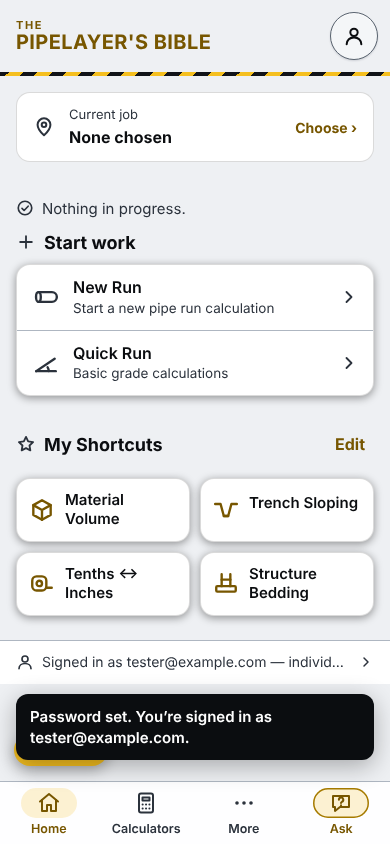 THE
PIPELAYER'S BIBLE
Current job
None chosen
Choose ›
Nothing in progress.
Start work
New Run
Start a new pipe run calculation
Quick Run
Basic grade calculations
My Shortcuts
Edit
Material
Volume
Trench Sloping
Tenths ↔
Inches
Structure
Bedding
Signed in as tester@example.com — individ...
Password set. You’re signed in as
tester@example.com.
Home
Calculators
More
Ask